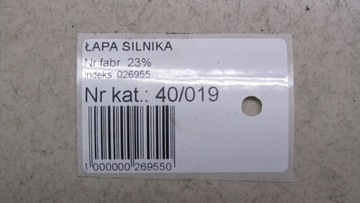 ŁAPA SILNIKA
Nr fabr. 23%
Indeks 026955
Nr kat.: 40/019
1 000000 269550